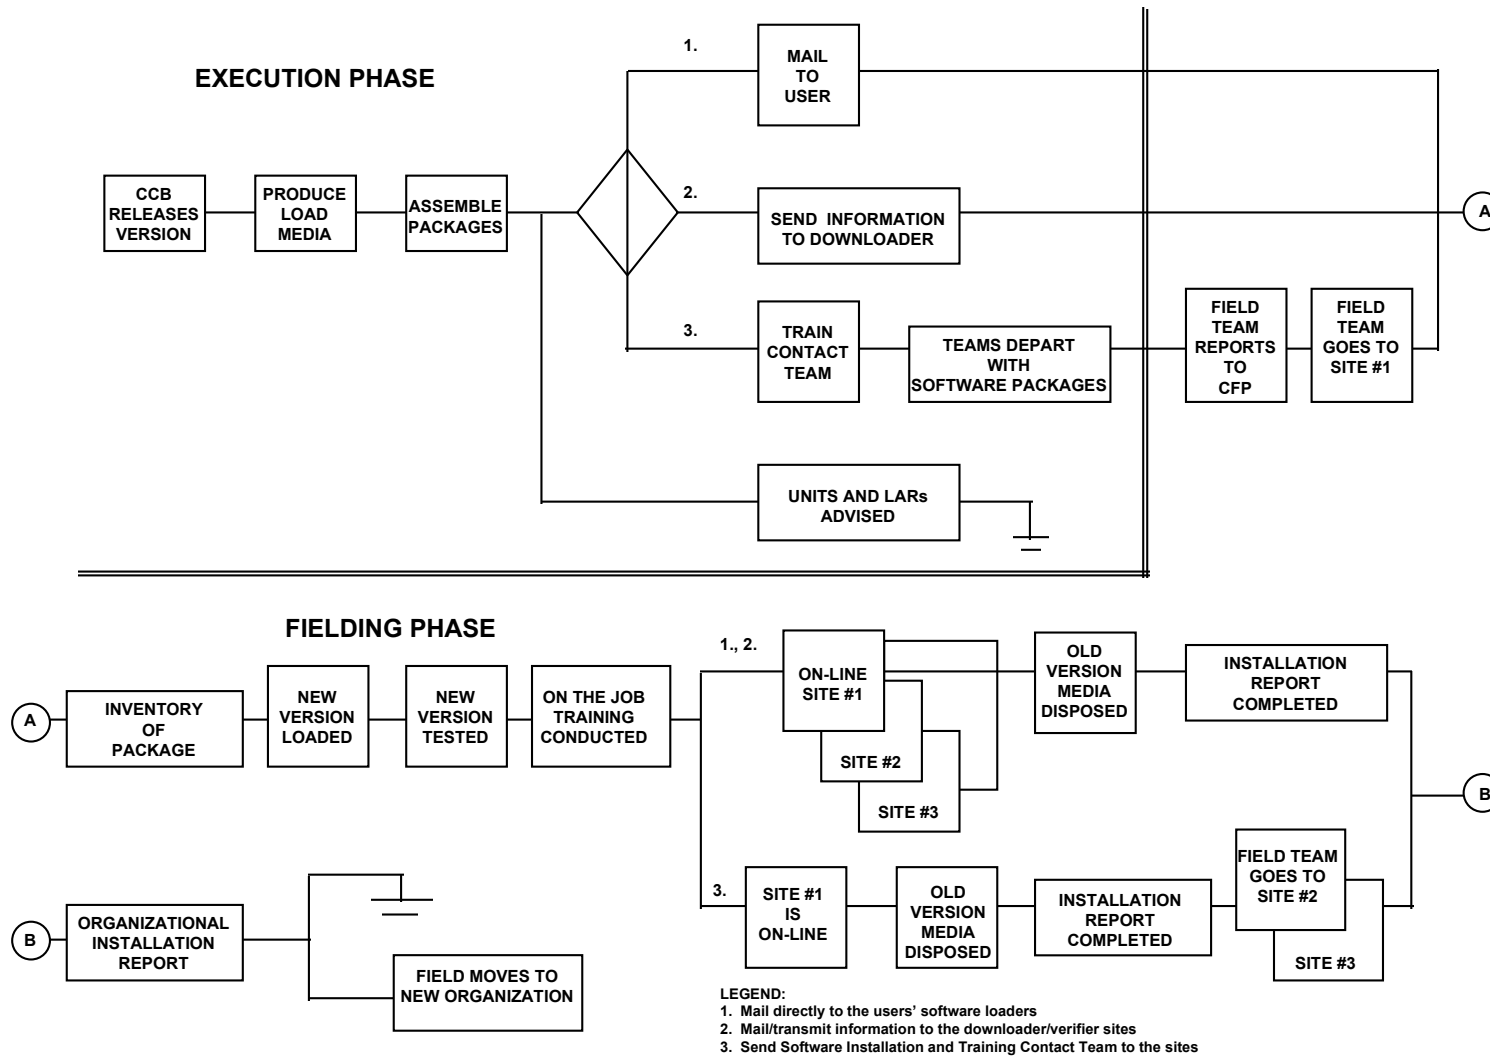 EXECUTION PHASE
CCB
RELEASES
VERSION
PRODUCE
LOAD
MEDIA
ASSEMBLE
PACKAGES
1.
MAIL
TO
USER
2.
SEND INFORMATION
TO DOWNLOADER
A
3.
TRAIN
CONTACT
TEAM
TEAMS DEPART
WITH
SOFTWARE PACKAGES
FIELD
TEAM
REPORTS
TO
CFP
FIELD
TEAM
GOES TO
SITE #1
UNITS AND LARs
ADVISED
FIELDING PHASE
A
INVENTORY
OF
PACKAGE
NEW
VERSION
LOADED
NEW
VERSION
TESTED
ON THE JOB
TRAINING
CONDUCTED
1., 2.
ON-LINE
SITE #1
SITE #2
SITE #3
OLD
VERSION
MEDIA
DISPOSED
INSTALLATION
REPORT
COMPLETED
B
3.
SITE #1
IS
ON-LINE
OLD
VERSION
MEDIA
DISPOSED
INSTALLATION
REPORT
COMPLETED
FIELD TEAM
GOES TO
SITE #2
SITE #3
B
ORGANIZATIONAL
INSTALLATION
REPORT
FIELD MOVES TO
NEW ORGANIZATION
LEGEND:
1. Mail directly to the users’ software loaders
2. Mail/transmit information to the downloader/verifier sites
3. Send Software Installation and Training Contact Team to the sites